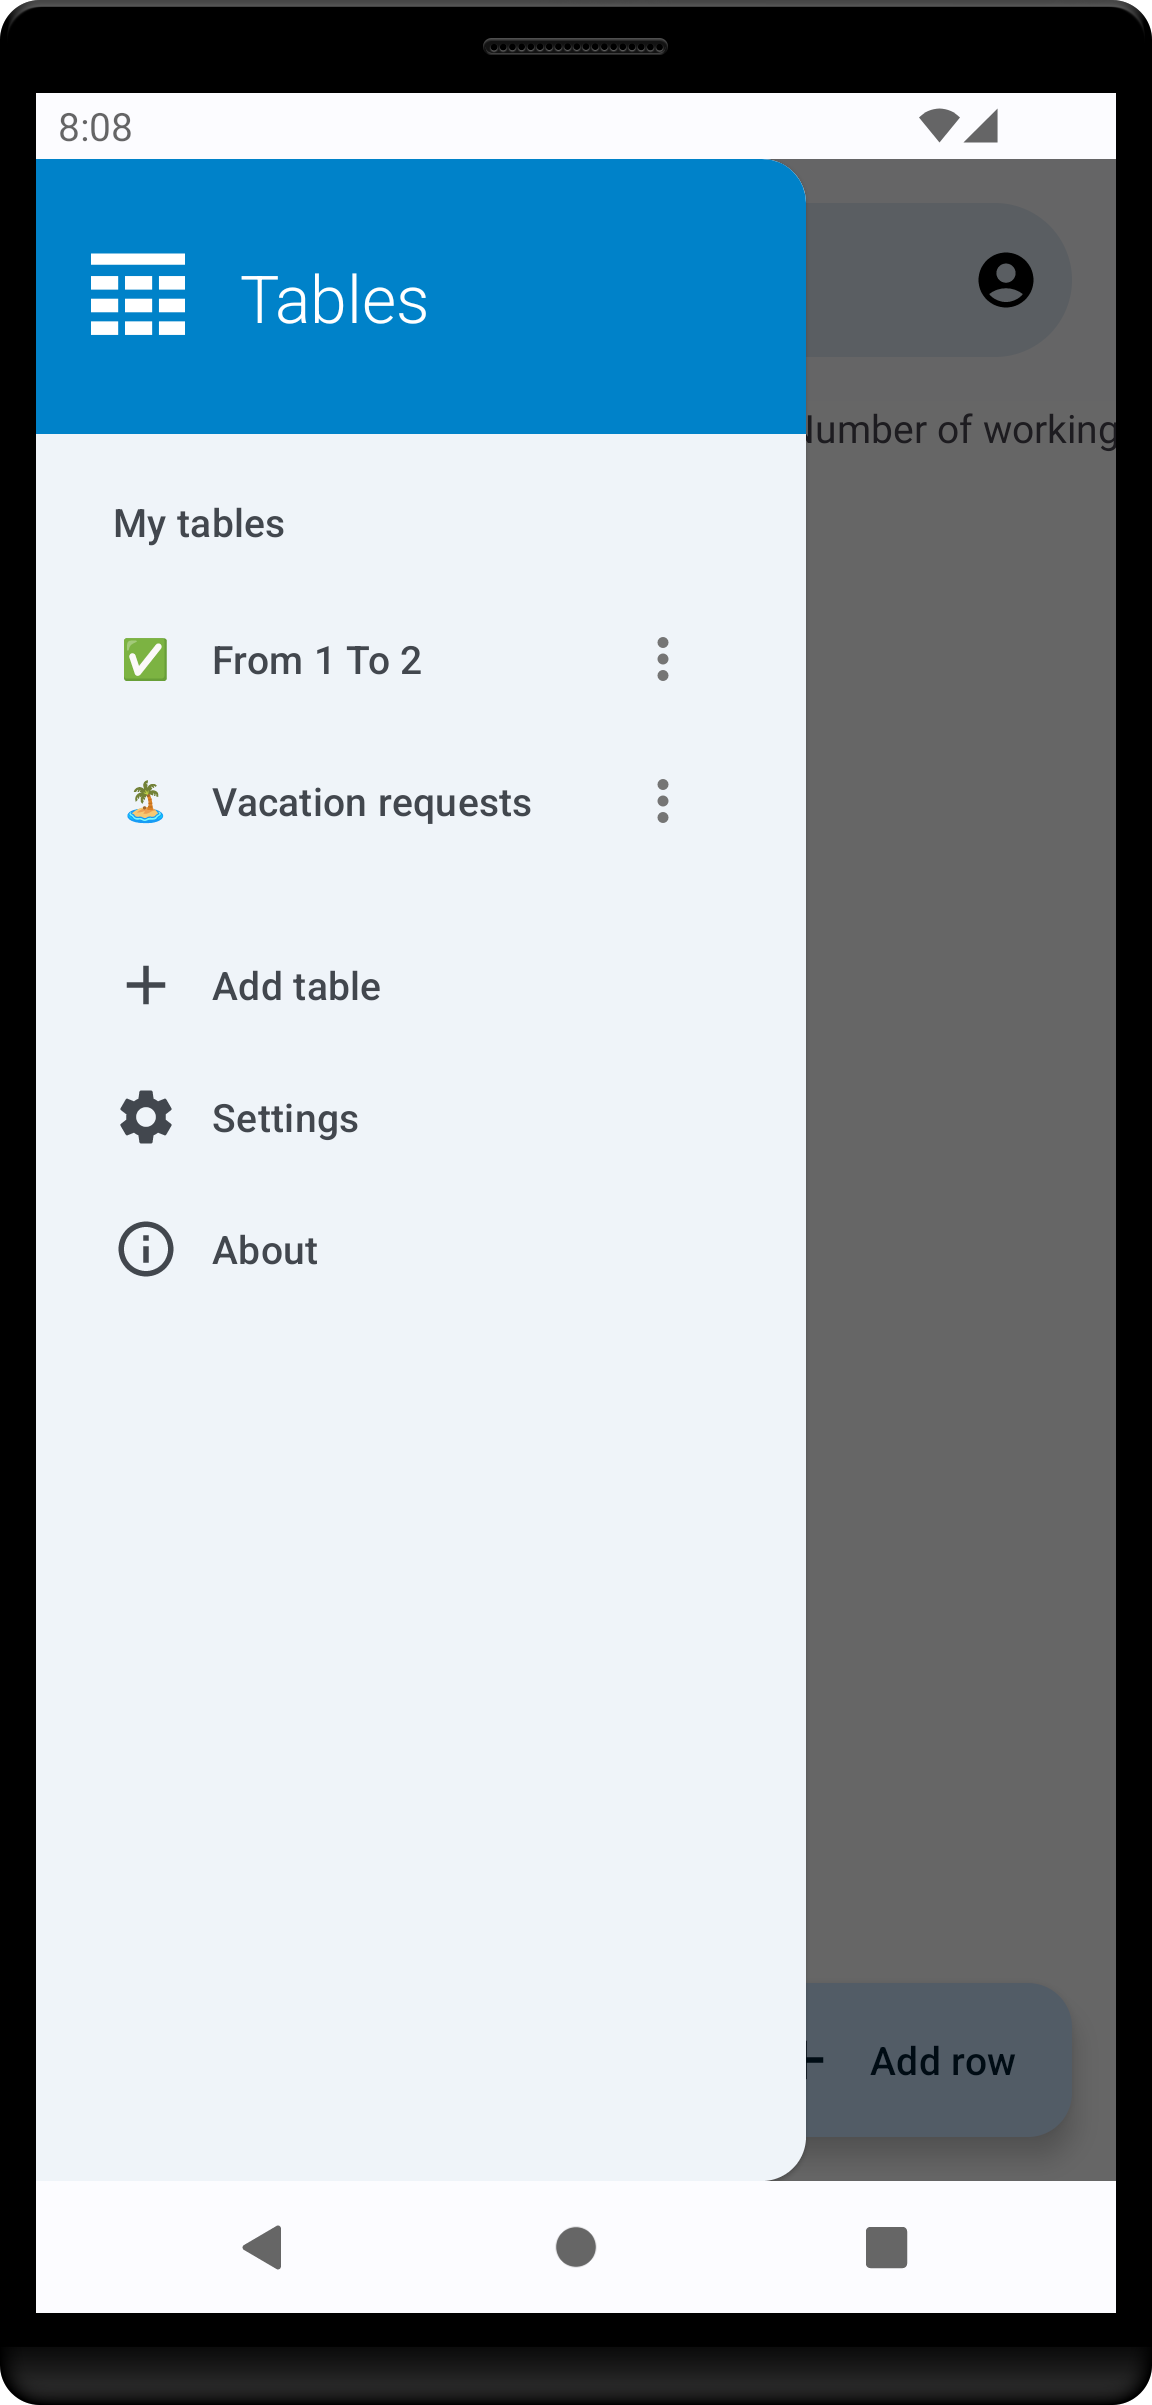 8:08
Tables
umber of working
My tables
From 1 To 2
Vacation requests
Add table
Settings
About
Add row